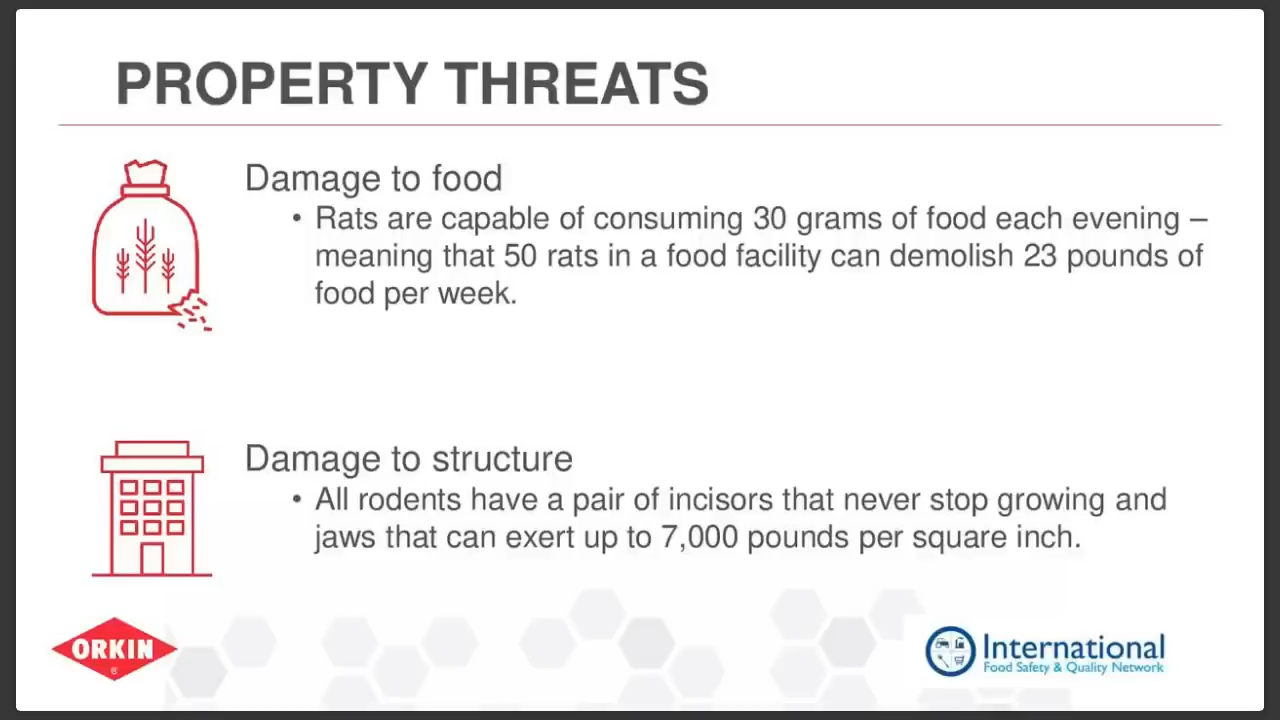 PROPERTY THREATS
Damage to food
• Rats are capable of consuming 30 grams of food each evening –
meaning that 50 rats in a food facility can demolish 23 pounds of
food per week.
Damage to structure
• All rodents have a pair of incisors that never stop growing and
jaws that can exert up to 7,000 pounds per square inch.
ORKIN
®
International
Food Safety & Quality Network